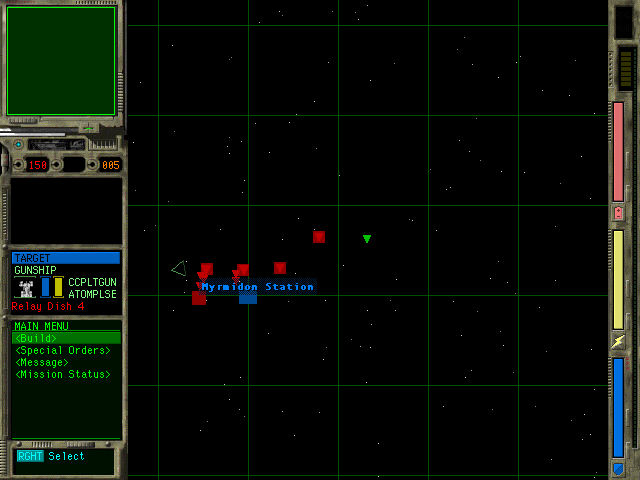 150 005
TARGET
GUNSHIP
CCPLTGUN
ATOMPLSE
Relay Dish 4
Myrmidon Station
MAIN MENU
<Build>
<Special Orders>
<Message>
<Mission Status>
RGHT Select